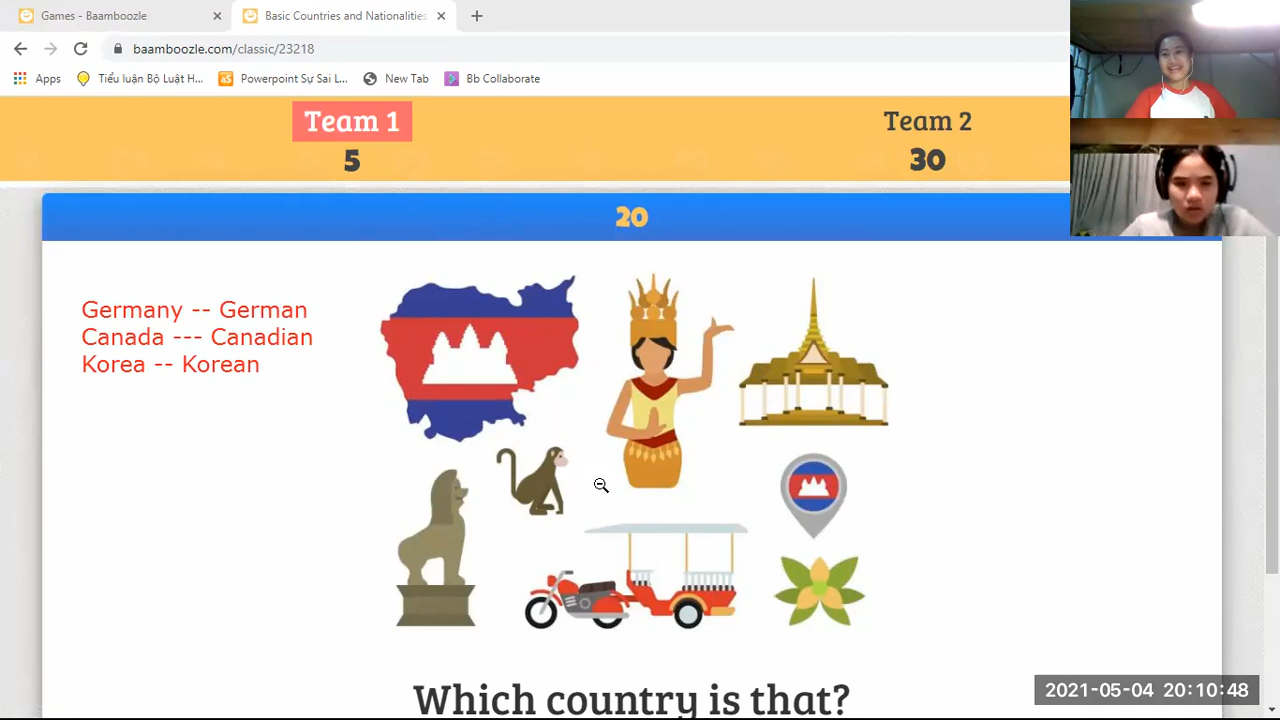 Games - Baamboozle
Basic Countries and Nationalities
baamboozle.com/classic/23218
Apps
Tiểu luận Bộ Luật H...
Powerpoint Sự Sai L...
New Tab
Bb Collaborate
Team 1
5
Team 2
30
20
Germany -- German
Canada --- Canadian
Korea -- Korean
Which country is that?
2021-05-04 20:10:48